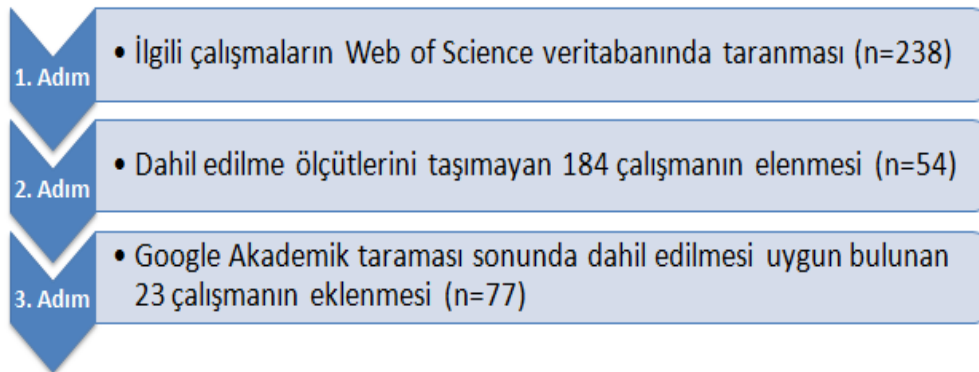 1. Adım
• İlgili çalışmaların Web of Science veritabanında taranması (n=238)
2. Adım
• Dahil edilme ölçütlerini taşımayan 184 çalışmanın elenmesi (n=54)
3. Adım
• Google Akademik taraması sonunda dahil edilmesi uygun bulunan
23 çalışmanın eklenmesi (n=77)